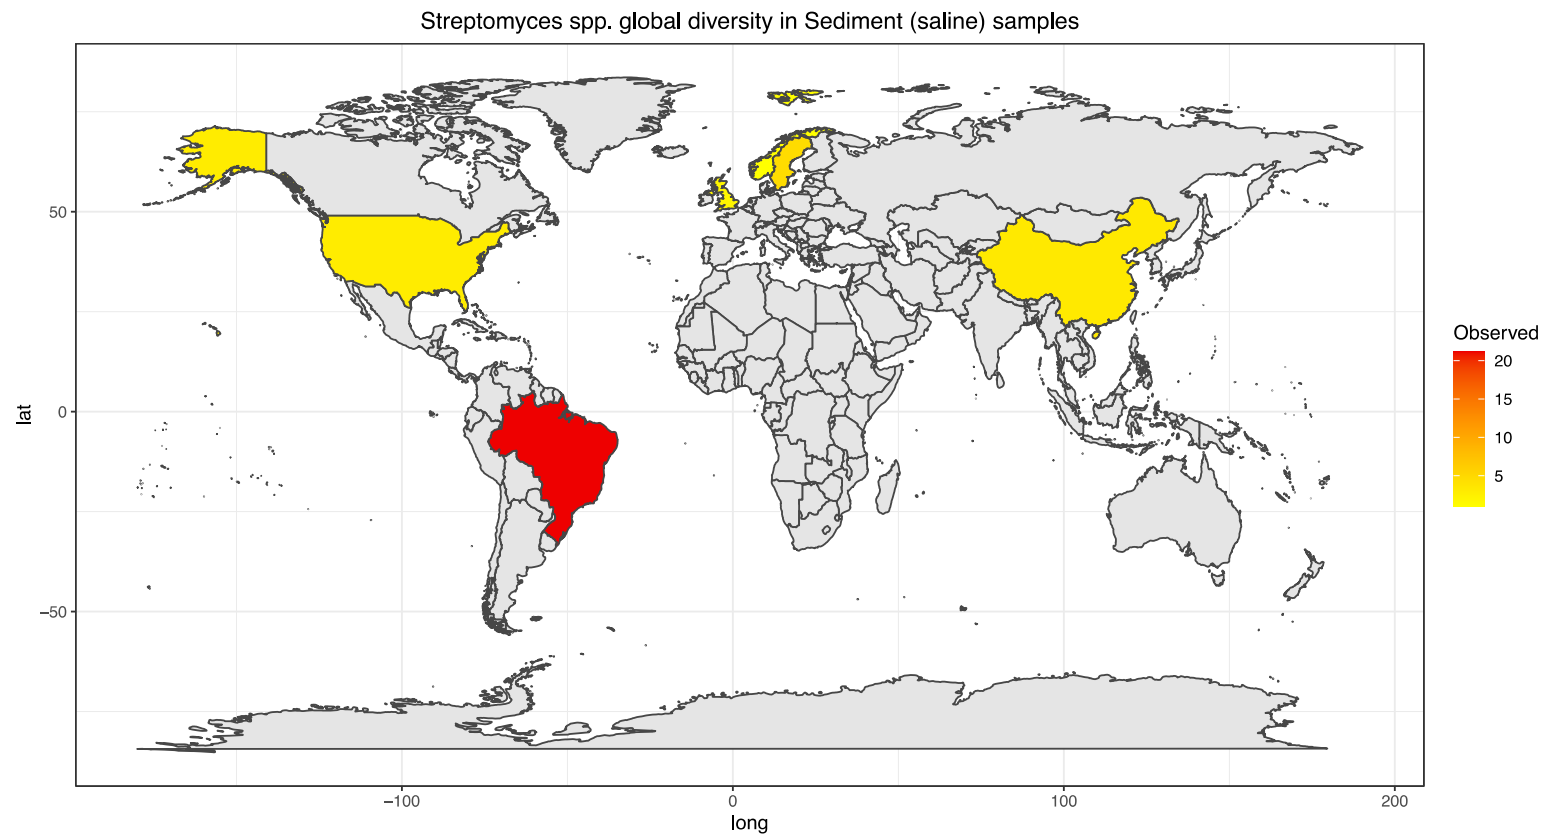 Streptomyces spp. global diversity in Sediment (saline) samples
50
0
−50
lat
−100
0
100
200
long
Observed
20
15
10
5